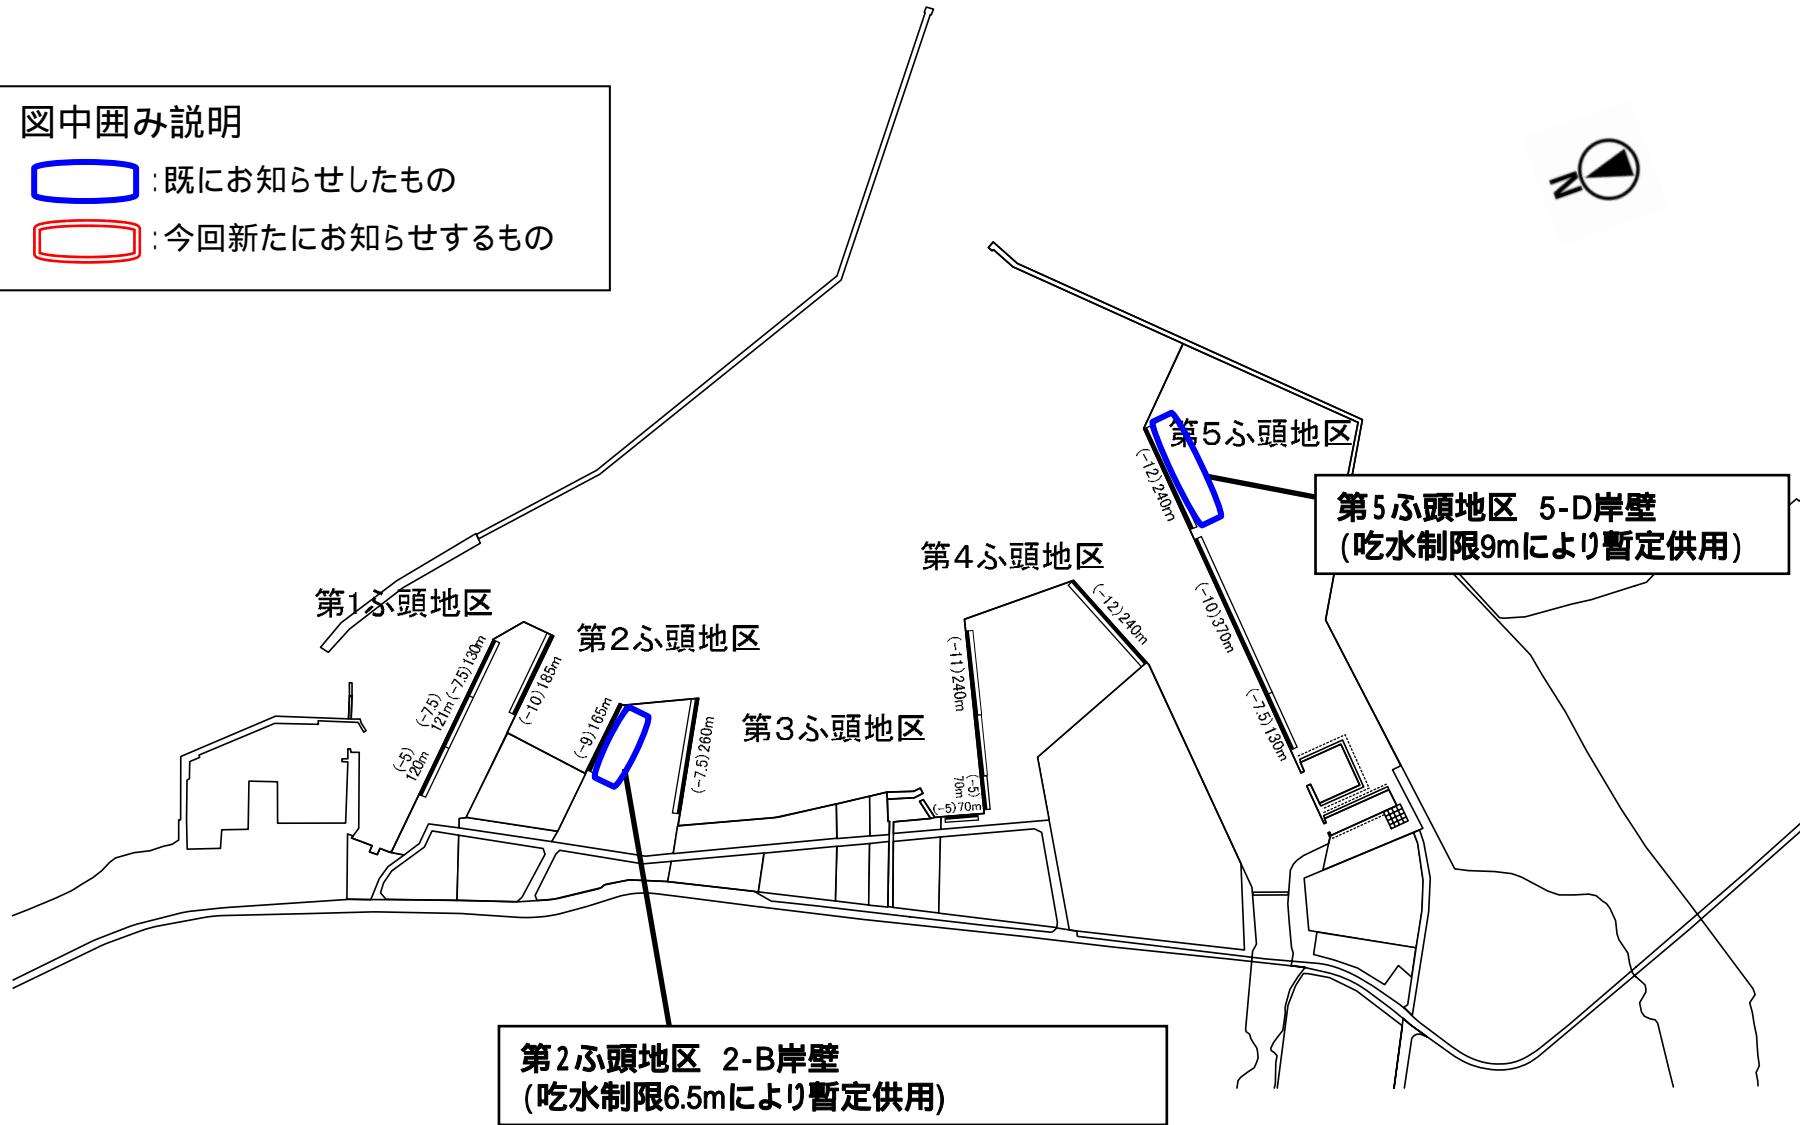 図中囲み説明
：既にお知らせしたもの
：今回新たにお知らせするもの
N
第5ふ頭地区
(-12)240m
第5ふ頭地区 5-D岸壁
(吃水制限9mにより暫定供用)
(-10)370m
(-7.5)130m
第4ふ頭地区
(-12)240m
(-11)240m
(-5)
70m
(-5)70m
第1ふ頭地区
(-7.5)130m
(-7.5)
121m
(-5)
120m
第2ふ頭地区
(-10)185m
(-9)165m
第3ふ頭地区
(-7.5)260m
第2ふ頭地区 2-B岸壁
(吃水制限6.5mにより暫定供用)